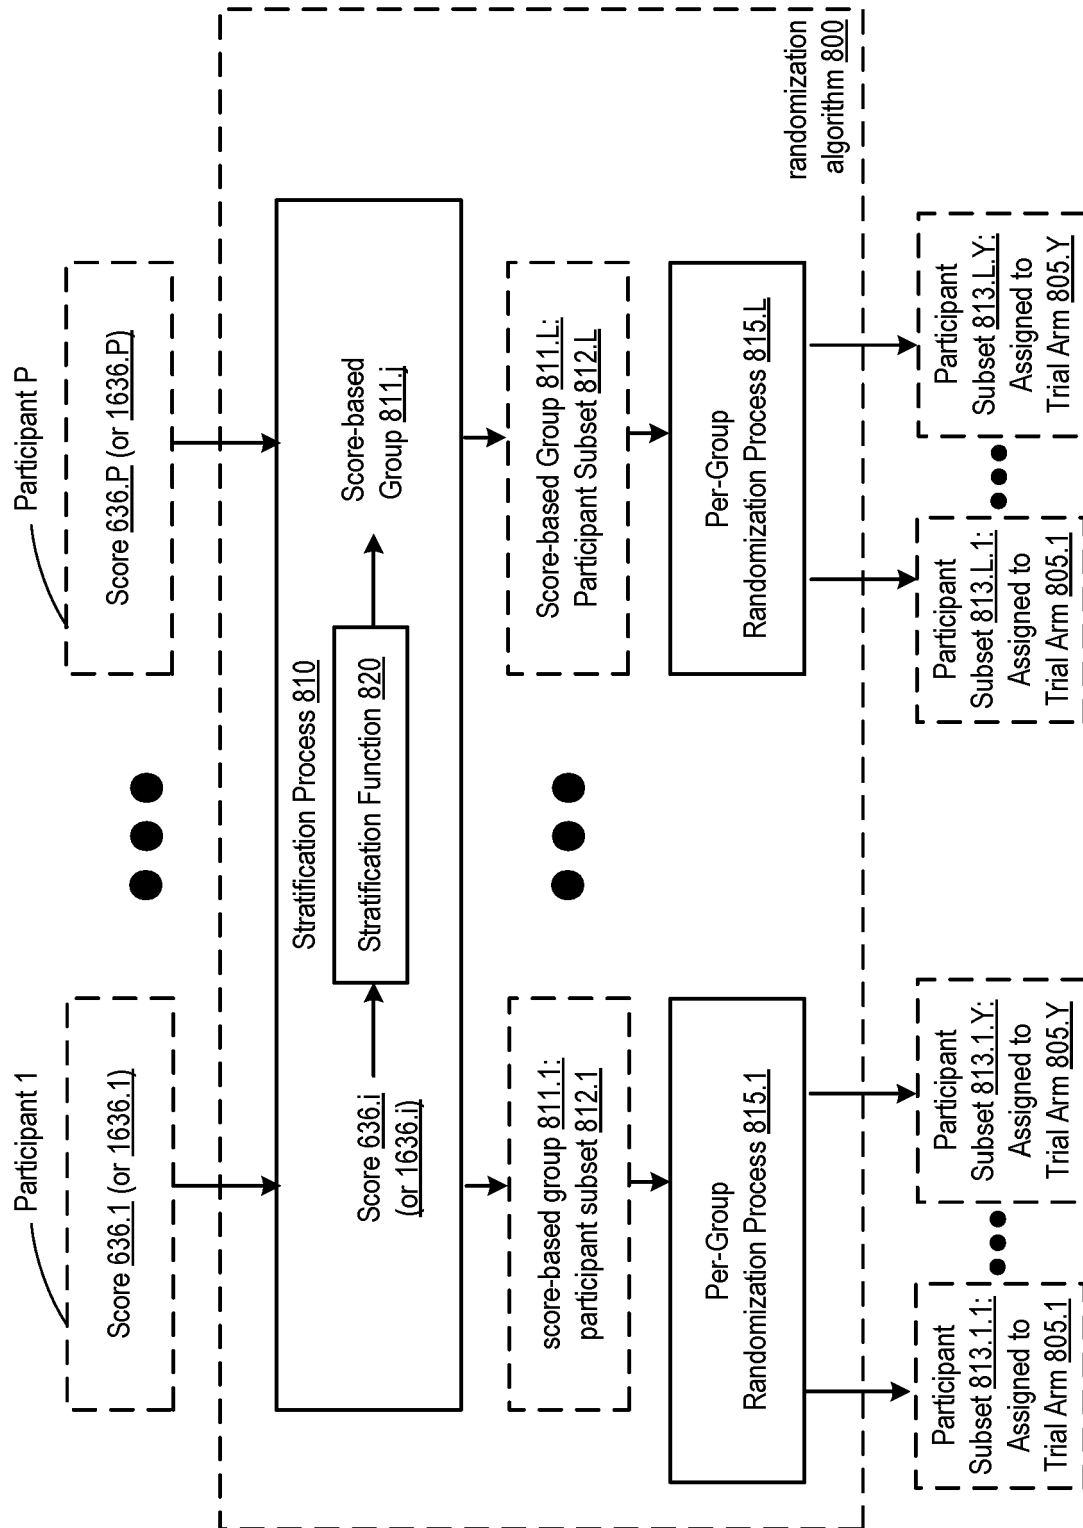 Participant 1
Participant P
Score 636.1 (or 1636.1)
Score 636.P (or 1636.P)
Stratification Process 810
Score 636.i
(or 1636.i)
Stratification Function 820
Score-based
Group 811.i
score-based group 811.1:
participant subset 812.1
Score-based Group 811.L:
Participant Subset 812.L
Per-Group
Randomization Process 815.1
Per-Group
Randomization Process 815.L
randomization
algorithm 800
Participant
Subset 813.1.1:
Assigned to
Trial Arm 805.1
Participant
Subset 813.1.Y:
Assigned to
Trial Arm 805.Y
Participant
Subset 813.L.1:
Assigned to
Trial Arm 805.1
Participant
Subset 813.L.Y:
Assigned to
Trial Arm 805.Y